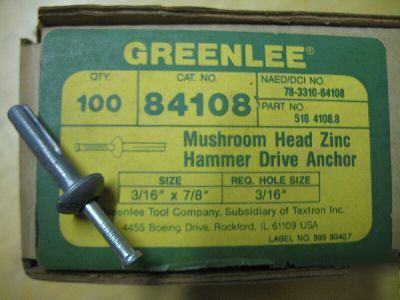 GREENLEE®
QTY. CAT. NO. NAED/DCI NO.
100 84108 78-3310-84108
PART NO.
516 4108.8
Mushroom Head Zinc
Hammer Drive Anchor
SIZE REQ. HOLE SIZE
3/16" x 7/8" 3/16"
Greenlee Tool Company, Subsidiary of Textron Inc.
4455 Boeing Drive, Rockford, IL 61109 USA
LABEL NO. 999 9040.7